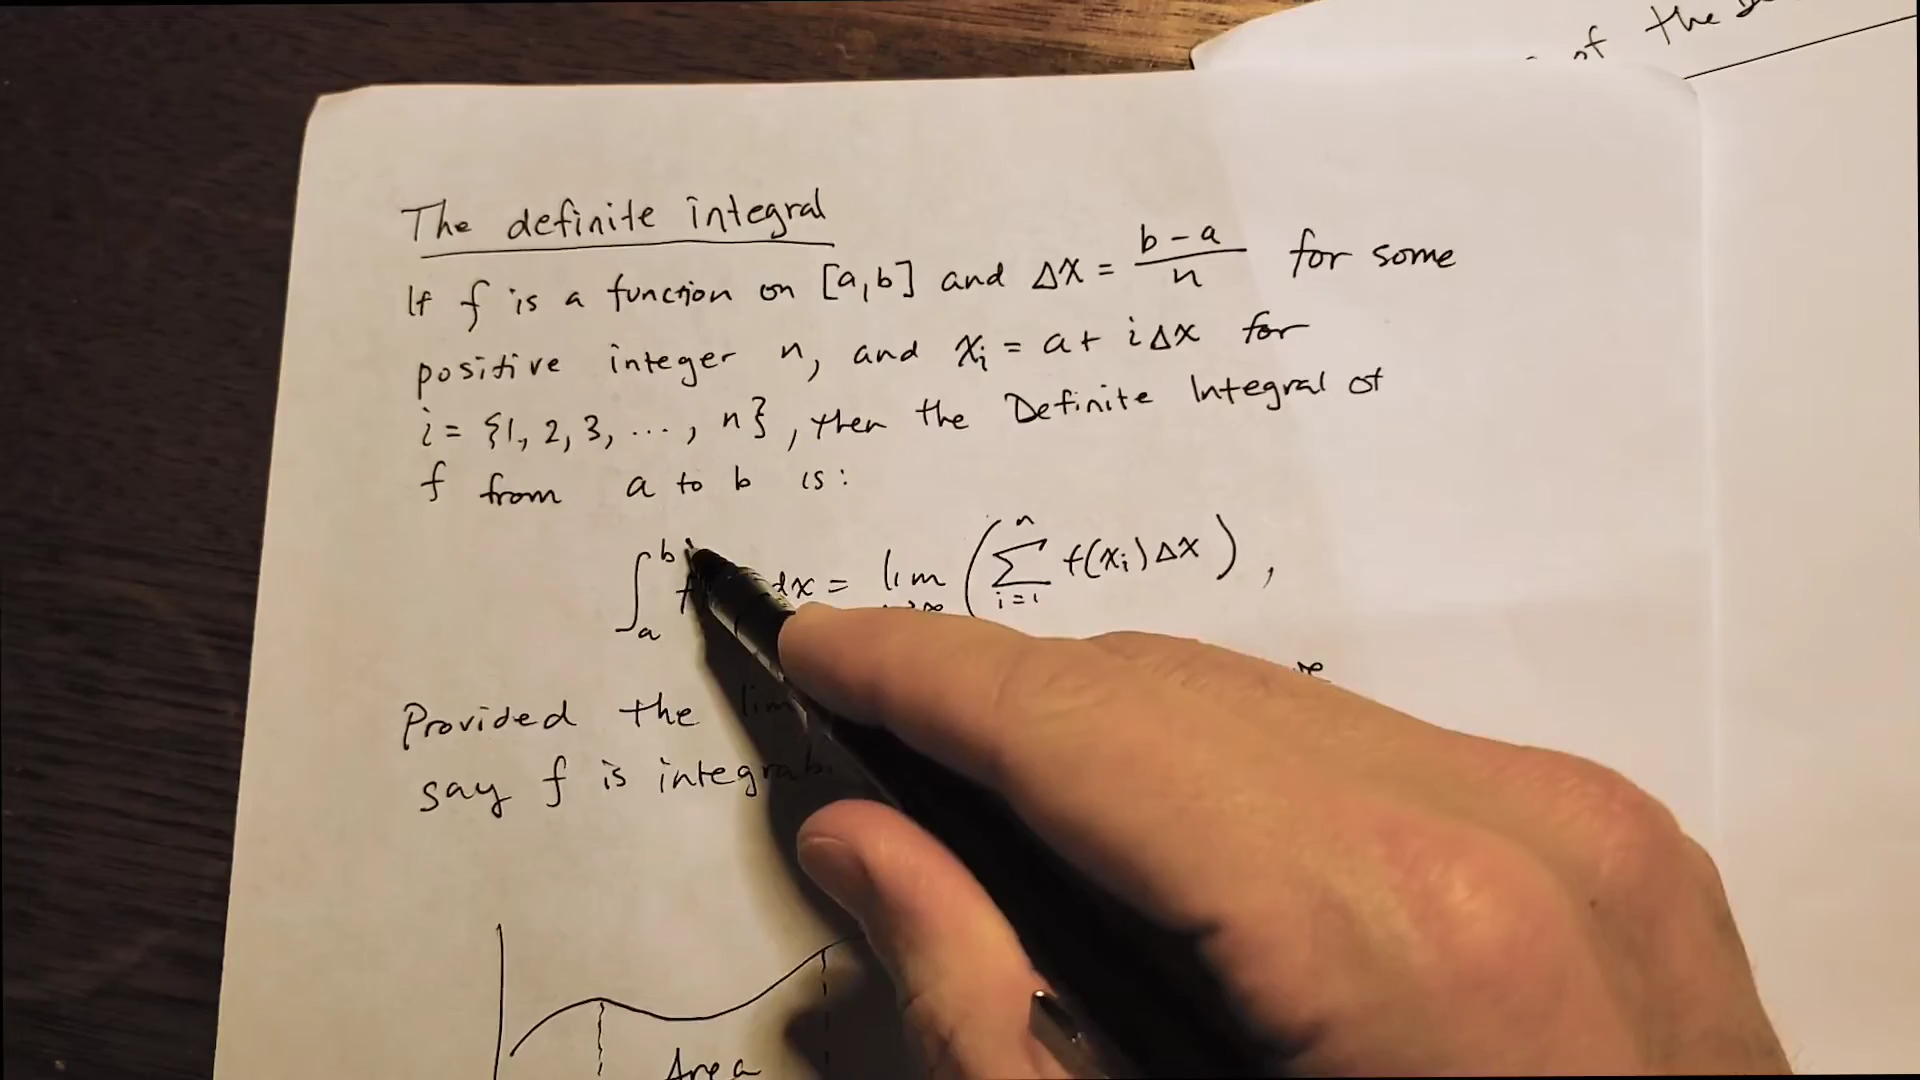 of the
The definite integral
If f is a function on [a,b] and Δx = (b-a)/n for some
positive integer n, and xᵢ = a + iΔx for
i = {1, 2, 3, ..., n}, then the Definite Integral of
f from a to b is:
∫ₐᵇ f dx = lim (∑ᵢ₌₁ⁿ f(xᵢ)Δx),
Provided the lim
say f is integrab
Area